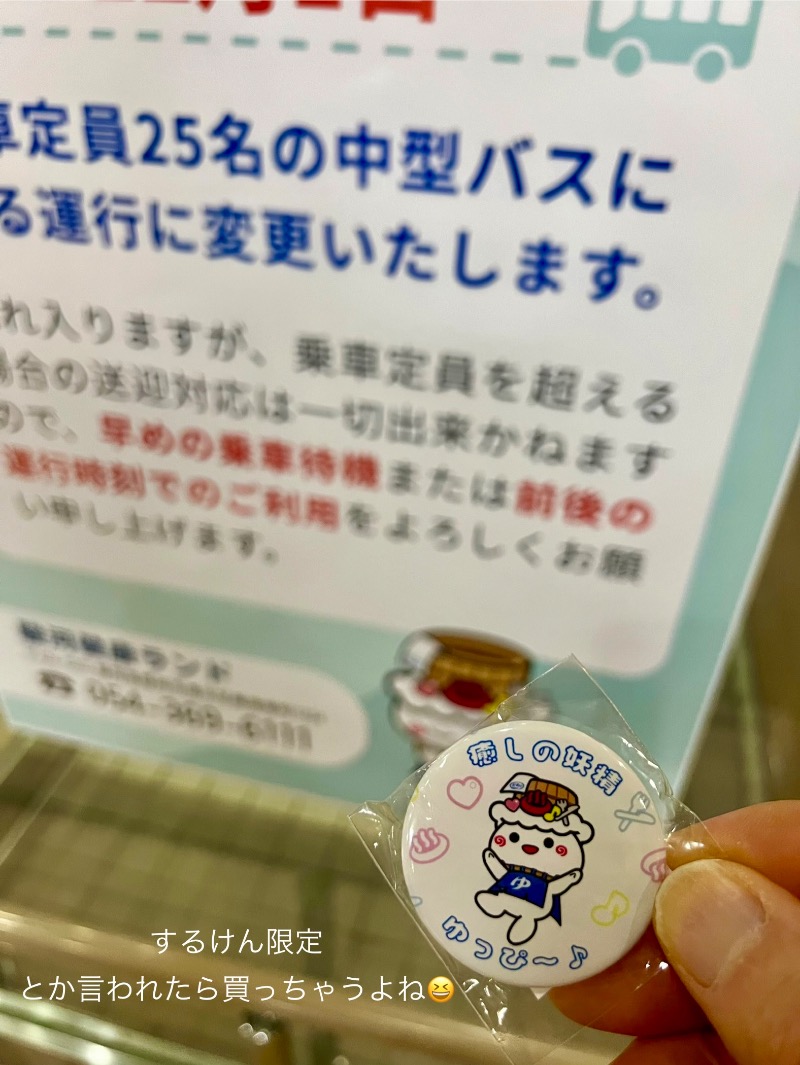 車定員25名の中型バスに
る運行に変更いたします。
れ入りますが、乗車定員を超える
場合の送迎対応は一切出来かねます
ので、早めの乗車待機または前後の
運行時刻でのご利用をよろしくお願
い申し上げます。
駿河健康ランド
☎ 054-369-6111
癒しの妖精
ゆ
ゆっぴ〜♪
するけん限定
とか言われたら買っちゃうよね😆